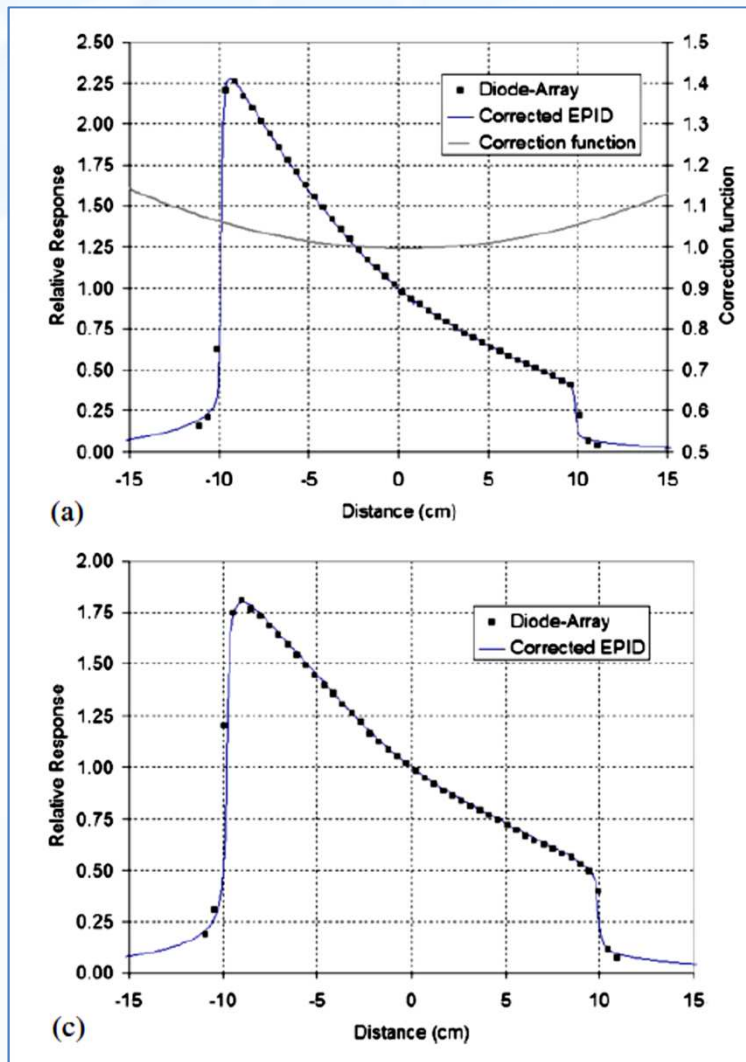 2.50
2.25
2.00
1.75
1.50
1.25
1.00
0.75
0.50
0.25
0.00
Relative Response
1.5
1.4
1.3
1.2
1.1
1.0
0.9
0.8
0.7
0.6
0.5
Correction function
Diode-Array
Corrected EPID
Correction function
-15 -10 -5 0 5 10 15
Distance (cm)
(a)
2.00
1.75
1.50
1.25
1.00
0.75
0.50
0.25
0.00
Relative Response
Diode-Array
Corrected EPID
-15 -10 -5 0 5 10 15
Distance (cm)
(c)